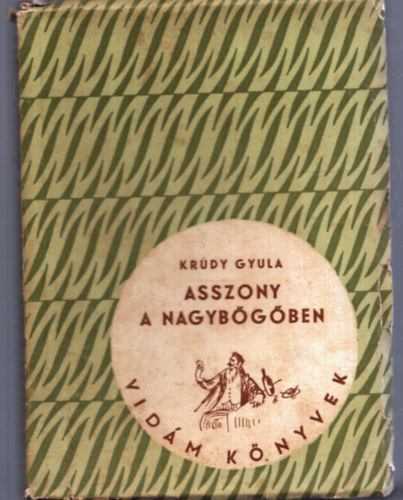 KRÚDY GYULA
ASSZONY
A NAGYBŐGŐBEN
VIDÁM KÖNYVEK